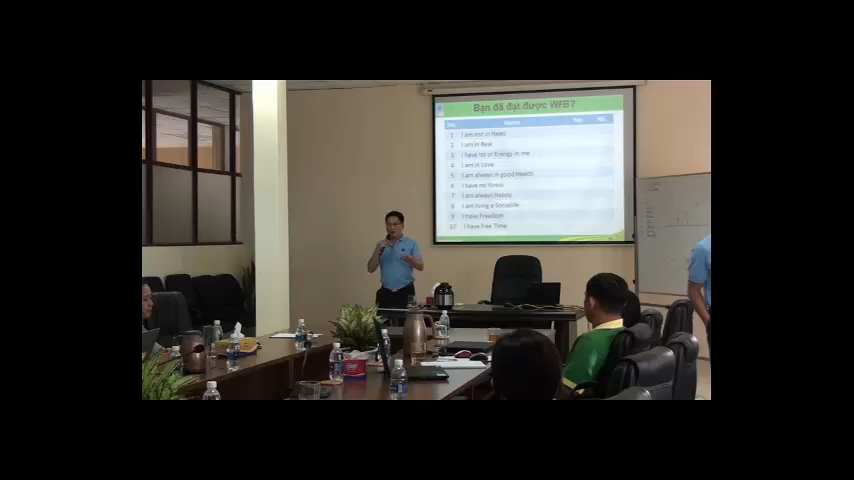 Bạn đã đạt được WFB?
No. Name Yes No
1 I am not in Need
2 I am in Real
3 I have lot of Energy in me
4 I am in Love
5 I am always in good Health
6 I have no Stress
7 I am always
8 I am living a Sociallife
9 I have Freedom
10 I have Free Time